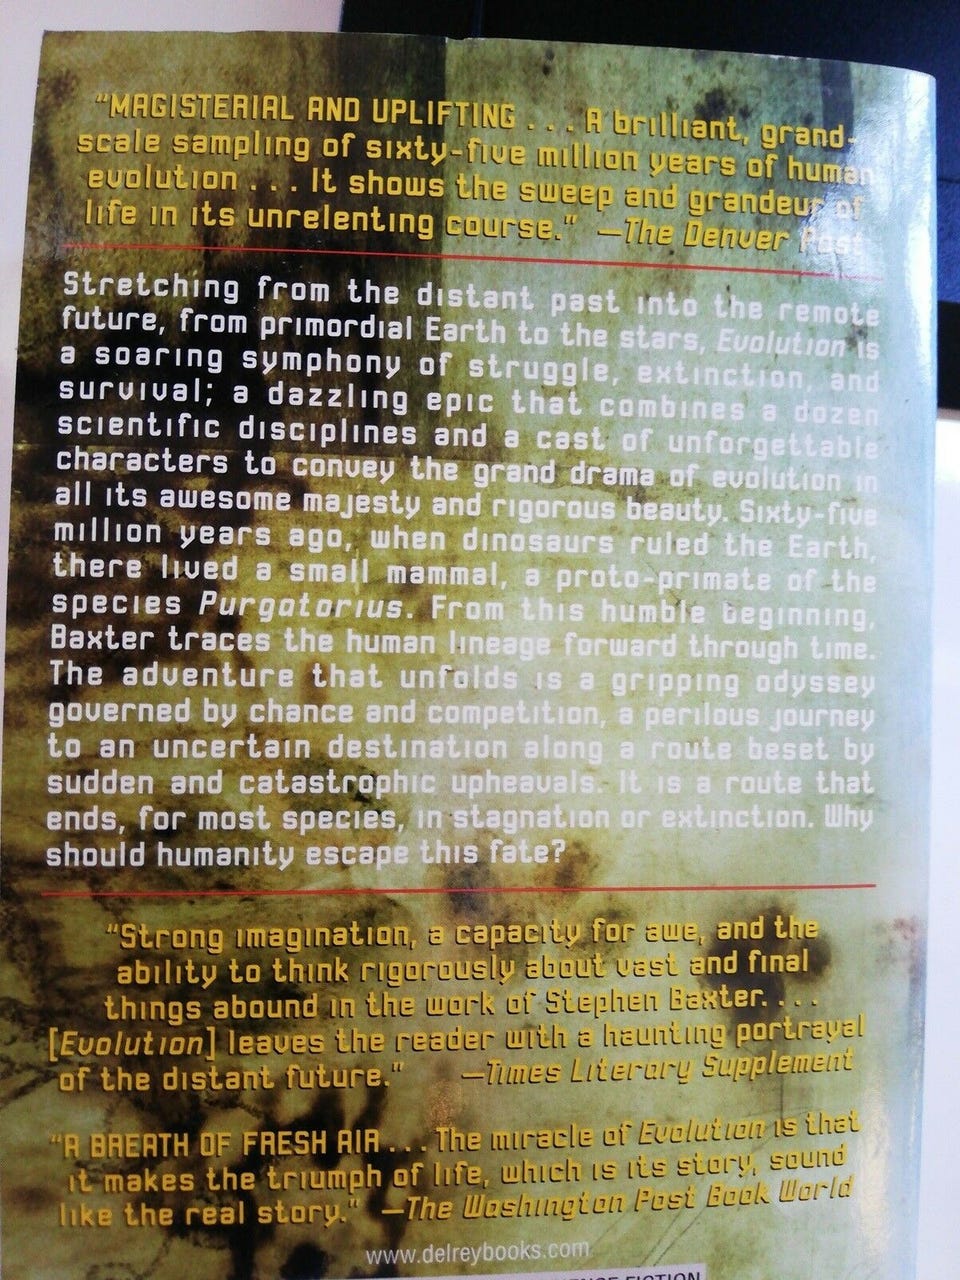 "MAGISTERIAL AND UPLIFTING . . . A brilliant, grand-
scale sampling of sixty-five million years of human
evolution . . . It shows the sweep and grandeur of
life in its unrelenting course." —The Denver Post
Stretching from the distant past into the remote
future, from primordial Earth to the stars, Evolution is
a soaring symphony of struggle, extinction, and
survival; a dazzling epic that combines a dozen
scientific disciplines and a cast of unforgettable
characters to convey the grand drama of evolution in
all its awesome majesty and rigorous beauty. Sixty-five
million years ago, when dinosaurs ruled the Earth,
there lived a small mammal, a proto-primate of the
species Purgatorius. From this humble beginning,
Baxter traces the human lineage forward through time.
The adventure that unfolds is a gripping odyssey
governed by chance and competition, a perilous journey
to an uncertain destination along a route beset by
sudden and catastrophic upheavals. It is a route that
ends, for most species, in stagnation or extinction. Why
should humanity escape this fate?
"Strong imagination, a capacity for awe, and the
ability to think rigorously about vast and final
things abound in the work of Stephen Baxter. . . .
[Evolution] leaves the reader with a haunting portrayal
of the distant future." —Times Literary Supplement
"A BREATH OF FRESH AIR . . . The miracle of Evolution is that
it makes the triumph of life, which is its story, sound
like the real story." —The Washington Post Book World
www.delreybooks.com
FICTION